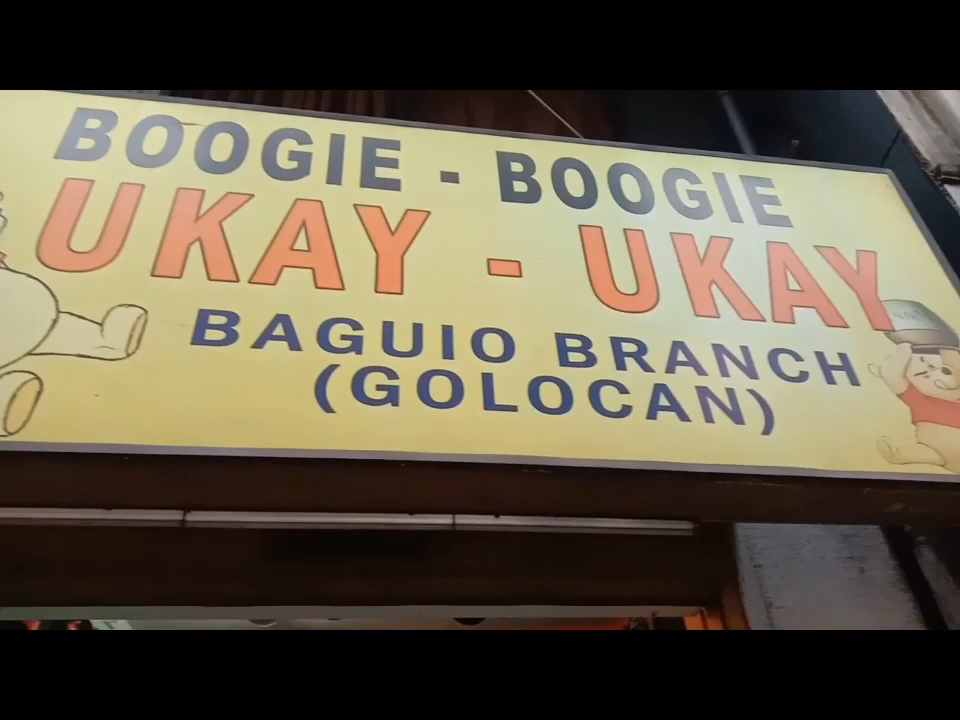 BOOGIE - BOOGIE
UKAY - UKAY
BAGUIO BRANCH
(GOLOCAN)